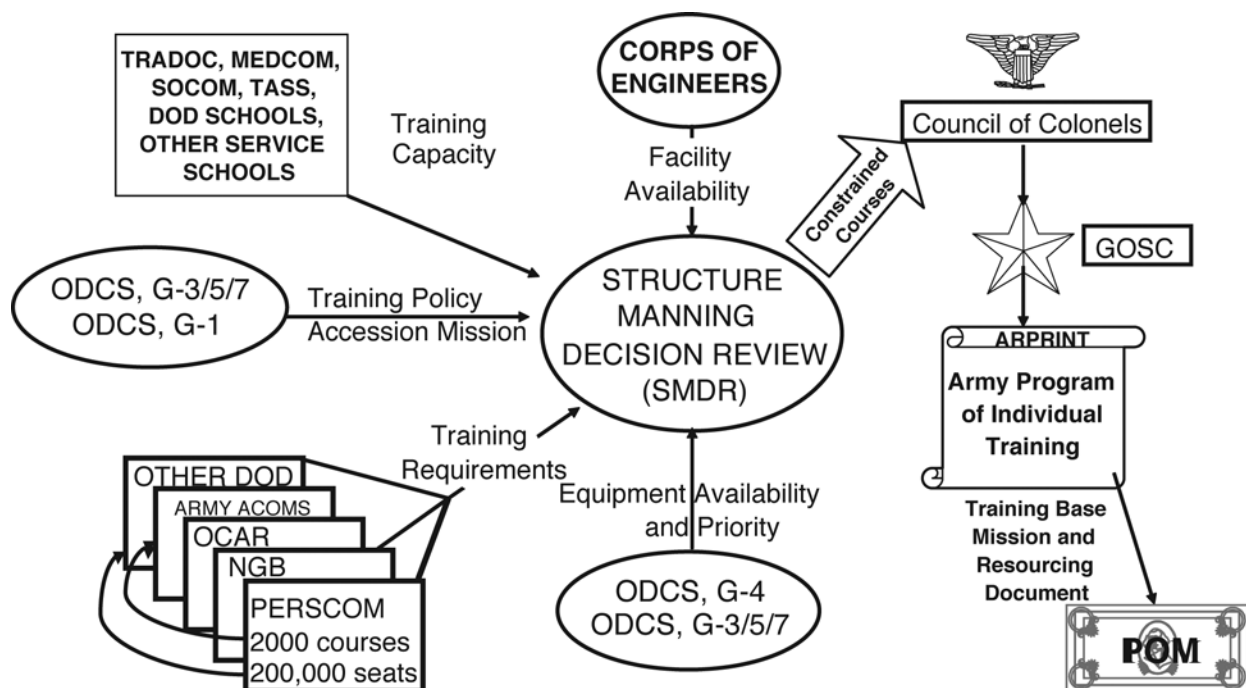 TRADOC, MEDCOM,
SOCOM, TASS,
DOD SCHOOLS,
OTHER SERVICE
SCHOOLS
Training
Capacity
CORPS OF
ENGINEERS
Facility
Availability
Constrained
Courses
Council of Colonels
GOSC
ODCS, G-3/5/7
ODCS, G-1
Training Policy
Accession Mission
STRUCTURE
MANNING
DECISION REVIEW
(SMDR)
ARPRINT
Army Program
of Individual
Training
Training
Requirements
OTHER DOD
ARMY ACOMS
OCAR
NGB
PERSCOM
2000 courses
200,000 seats
Equipment Availability
and Priority
ODCS, G-4
ODCS, G-3/5/7
Training Base
Mission and
Resourcing
Document
POM